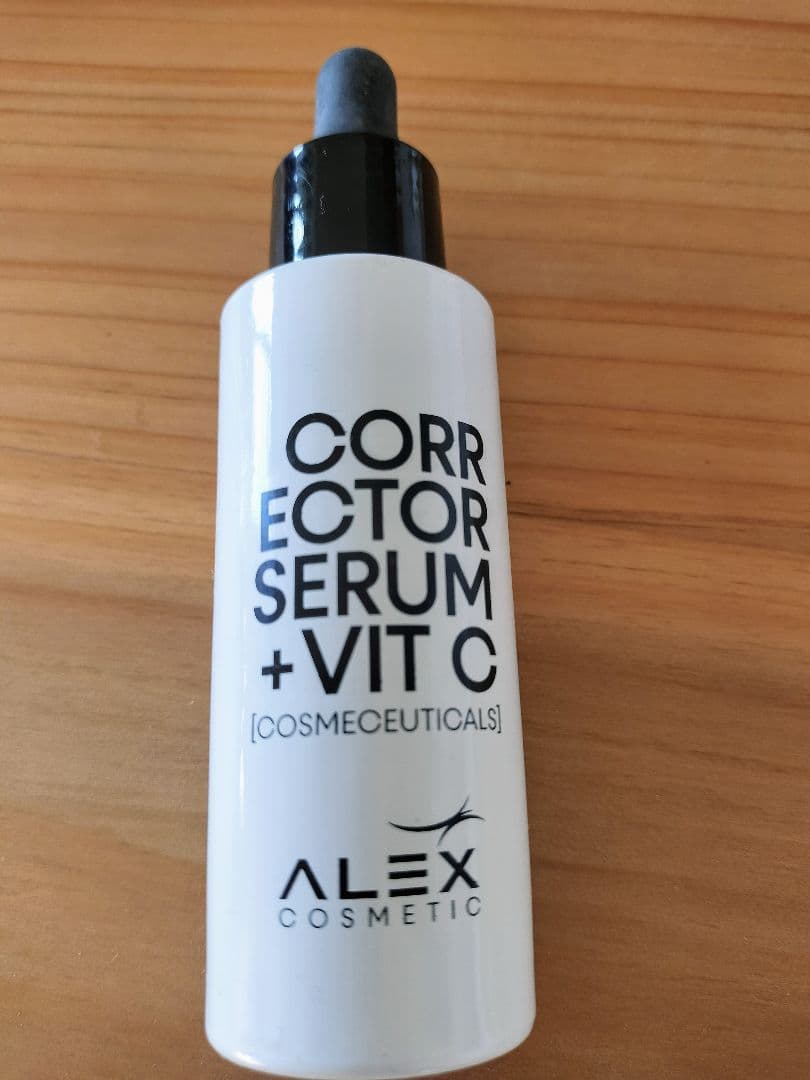 CORR
ECTOR
SERUM
+ VIT C
[COSMECEUTICALS]
ALEX
COSMETIC